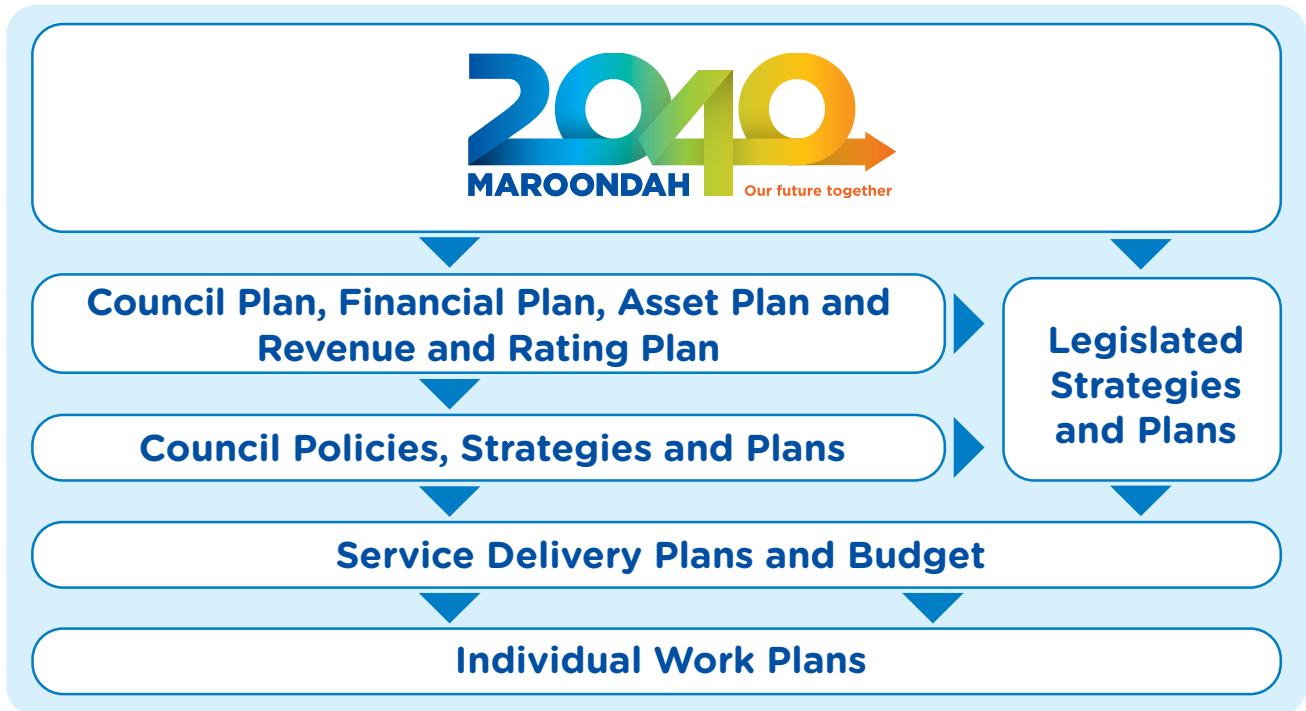 2040
MAROONDAH
Our future together
Council Plan, Financial Plan, Asset Plan and
Revenue and Rating Plan
Legislated
Strategies
and Plans
Council Policies, Strategies and Plans
Service Delivery Plans and Budget
Individual Work Plans